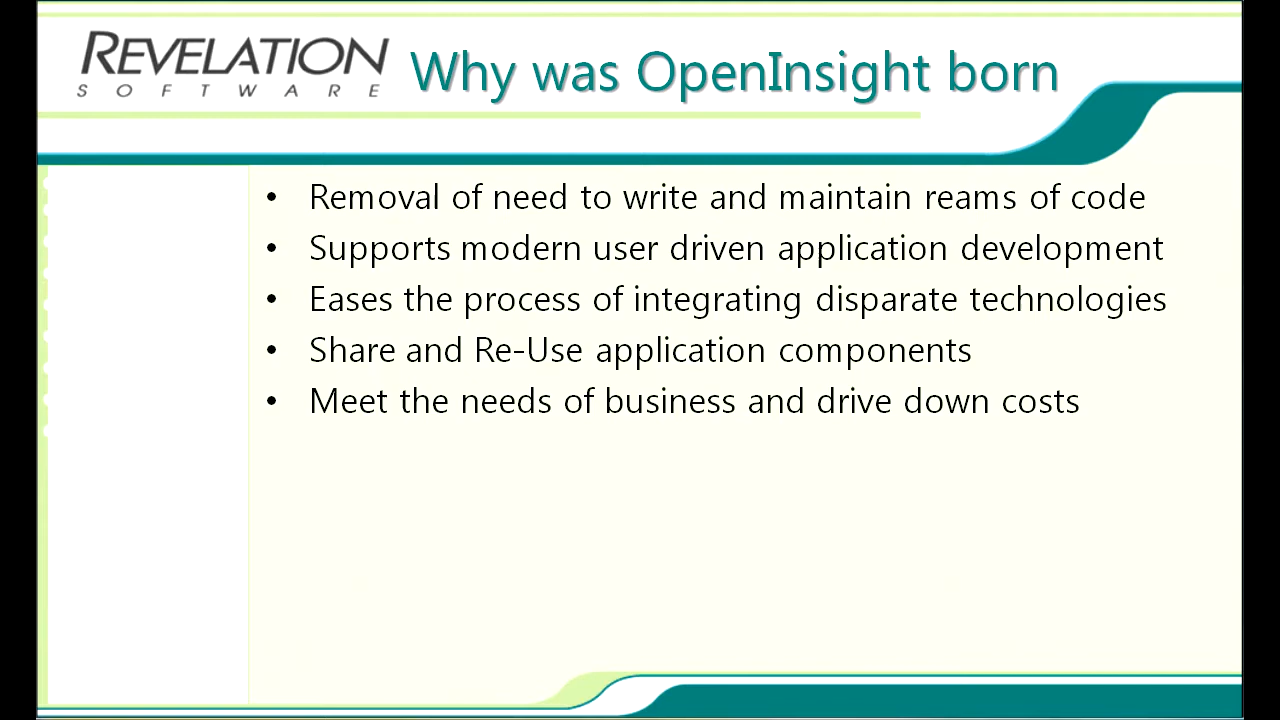 REVELATION
SOFTWARE
Why was OpenInsight born
• Removal of need to write and maintain reams of code
• Supports modern user driven application development
• Eases the process of integrating disparate technologies
• Share and Re-Use application components
• Meet the needs of business and drive down costs